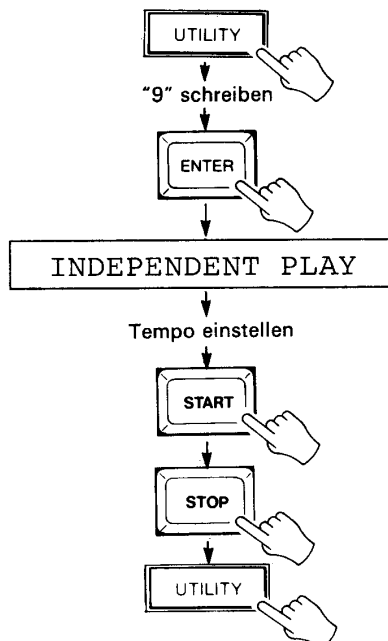 UTILITY
“9” schreiben
ENTER
INDEPENDENT PLAY
Tempo einstellen
START
STOP
UTILITY